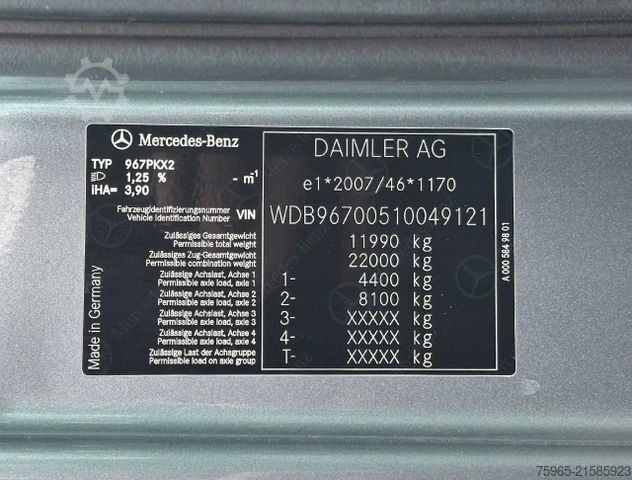 Mercedes-Benz
TYP 967PKX2
1,25 % - m⁻¹
iHA= 3,90
DAIMLER AG
e1*2007/46*1170
Fahrzeugidentifizierungsnummer
Vehicle Identification Number VIN WDB96700510049121
Zulässiges Gesamtgewicht
Permissible total weight 11990 kg
Zulässiges Zug-Gesamtgewicht
Permissible combination weight 22000 kg
Zulässige Achslast, Achse 1
Permissible axle load, axle 1 1- 4400 kg
Zulässige Achslast, Achse 2
Permissible axle load, axle 2 2- 8100 kg
Zulässige Achslast, Achse 3
Permissible axle load, axle 3 3- XXXXX kg
Zulässige Achslast, Achse 4
Permissible axle load, axle 4 4- XXXXX kg
Zulässige Last der Achsgruppe
Permissible load on axle group T- XXXXX kg
Made in Germany
A 000 584 98 01
75965-21585923